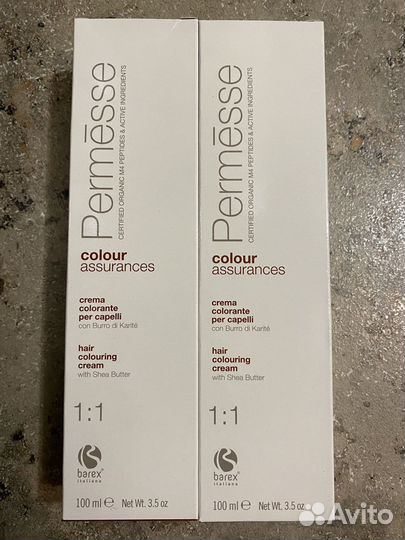 Permēsse
CERTIFIED ORGANIC M4 PEPTIDES & ACTIVE INGREDIENTS
colour
assurances
crema
colorante
per capelli
con Burro di Karité
hair
colouring
cream
with Shea Butter
1:1
barex®
italiana
100 ml ℮ Net Wt. 3.5 oz
Permēsse
CERTIFIED ORGANIC M4 PEPTIDES & ACTIVE INGREDIENTS
colour
assurances
crema
colorante
per capelli
con Burro di Karité
hair
colouring
cream
with Shea Butter
1:1
barex®
italiana
100 ml ℮ Net Wt. 3.5 oz
Avito